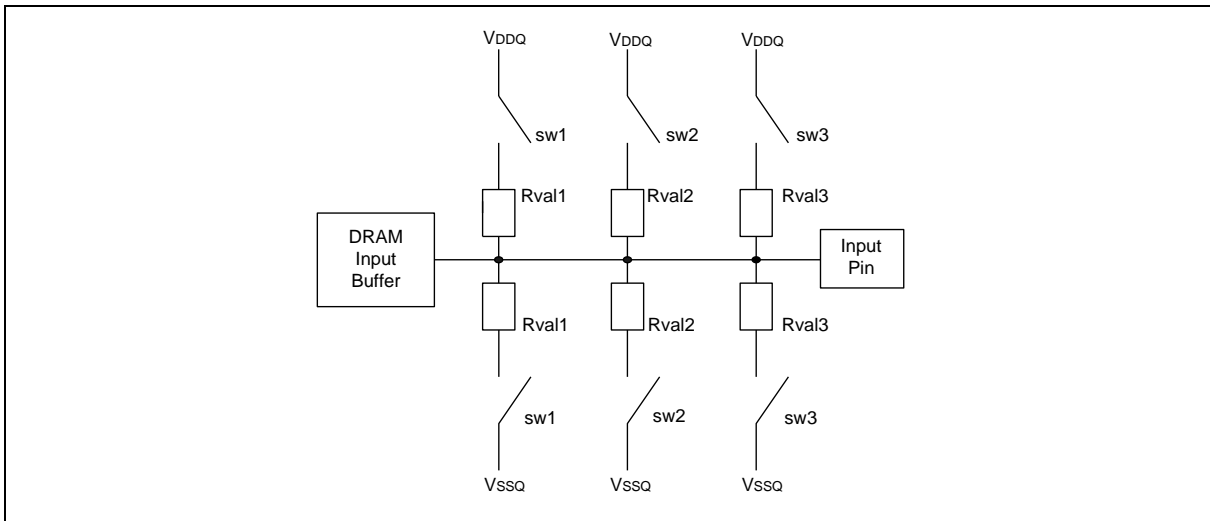 VDDQ VDDQ VDDQ
sw1 sw2 sw3
Rval1 Rval2 Rval3
DRAM
Input
Buffer
Input
Pin
Rval1 Rval2 Rval3
sw1 sw2 sw3
VSSQ VSSQ VSSQ